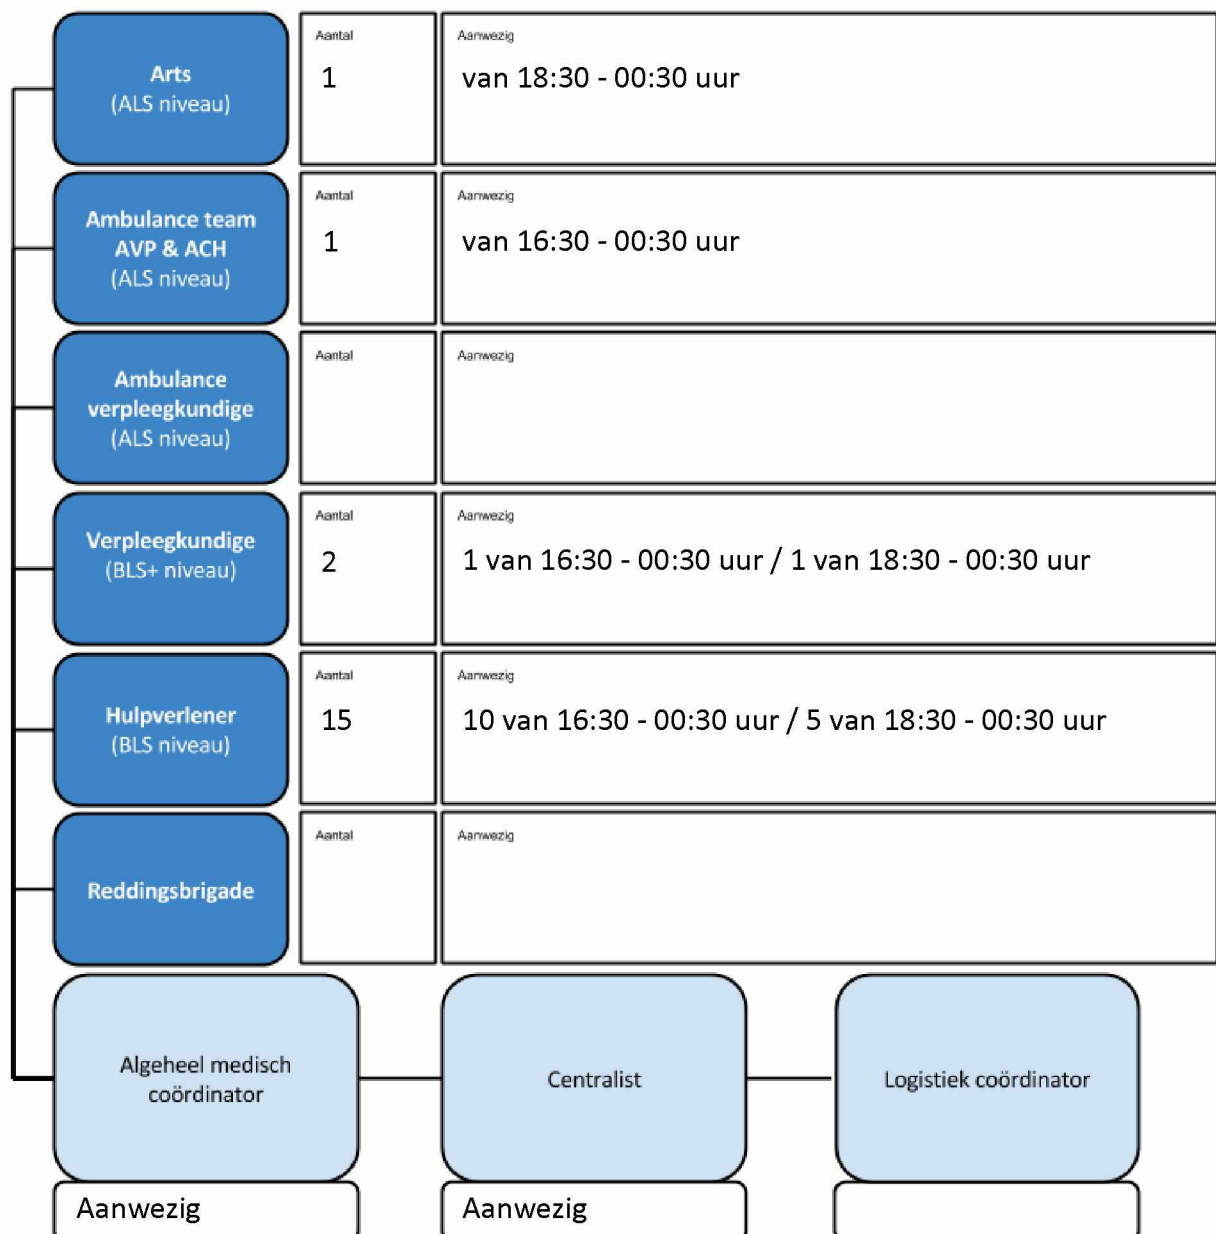 Arts
(ALS niveau)
Aantal
1
Aanwezig
van 18:30 - 00:30 uur
Ambulance team
AVP & ACH
(ALS niveau)
Aantal
1
Aanwezig
van 16:30 - 00:30 uur
Ambulance
verpleegkundige
(ALS niveau)
Aantal
Aanwezig
Verpleegkundige
(BLS+ niveau)
Aantal
2
Aanwezig
1 van 16:30 - 00:30 uur / 1 van 18:30 - 00:30 uur
Hulpverlener
(BLS niveau)
Aantal
15
Aanwezig
10 van 16:30 - 00:30 uur / 5 van 18:30 - 00:30 uur
Reddingsbrigade
Aantal
Aanwezig
Algeheel medisch
coördinator
Centralist
Logistiek coördinator
Aanwezig
Aanwezig